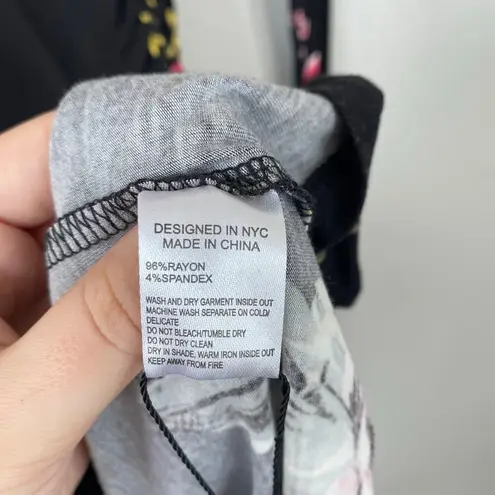 DESIGNED IN NYC
MADE IN CHINA
96%RAYON
4%SPANDEX
WASH AND DRY GARMENT INSIDE OUT
MACHINE WASH SEPARATE ON COLD/
DELICATE
DO NOT BLEACH/TUMBLE DRY
DO NOT DRY CLEAN
DRY IN SHADE, WARM IRON INSIDE OUT
KEEP AWAY FROM FIRE